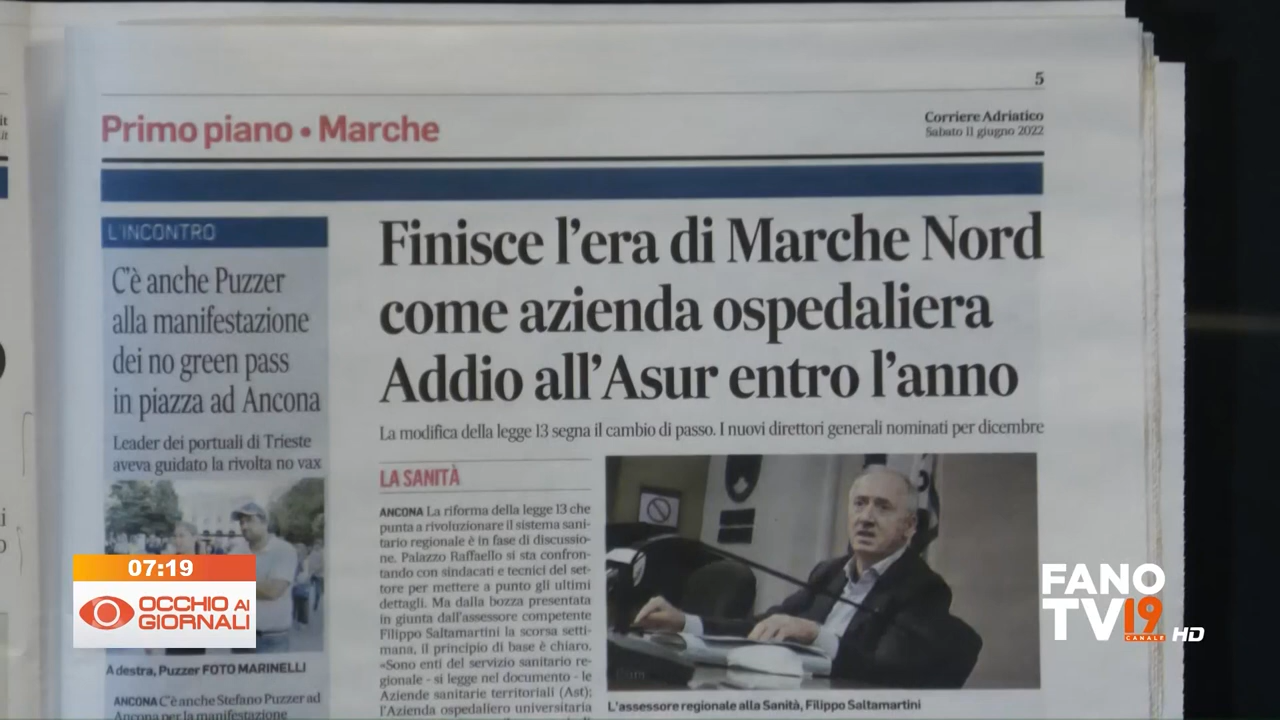 5
Primo piano • Marche
Corriere Adriatico
Sabato 11 giugno 2022
L'INCONTRO
C'è anche Puzzer
alla manifestazione
dei no green pass
in piazza ad Ancona
Leader dei portuali di Trieste
aveva guidato la rivolta no vax
A destra, Puzzer FOTO MARINELLI
ANCONA C'è anche Stefano Puzzer ad
Ancona per la manifestazione
Finisce l'era di Marche Nord
come azienda ospedaliera
Addio all'Asur entro l'anno
La modifica della legge 13 segna il cambio di passo. I nuovi direttori generali nominati per dicembre
LA SANITÀ
ANCONA La riforma della legge 13 che
punta a rivoluzionare il sistema sani-
tario regionale è in fase di discussio-
ne. Palazzo Raffaello si sta confron-
tando con sindacati e tecnici del set-
tore per mettere a punto gli ultimi
dettagli. Ma dalla bozza presentata
in giunta dall'assessore competente
Filippo Saltamartini la scorsa setti-
mana, il principio di base è chiaro.
«Sono enti del servizio sanitario re-
gionale - si legge nel documento - le
Aziende sanitarie territoriali (Ast);
l'Azienda ospedaliero universitaria
L'assessore regionale alla Sanità, Filippo Saltamartini
07:19
OCCHIO AI
GIORNALI
FANO
TV 19
CANALE
HD